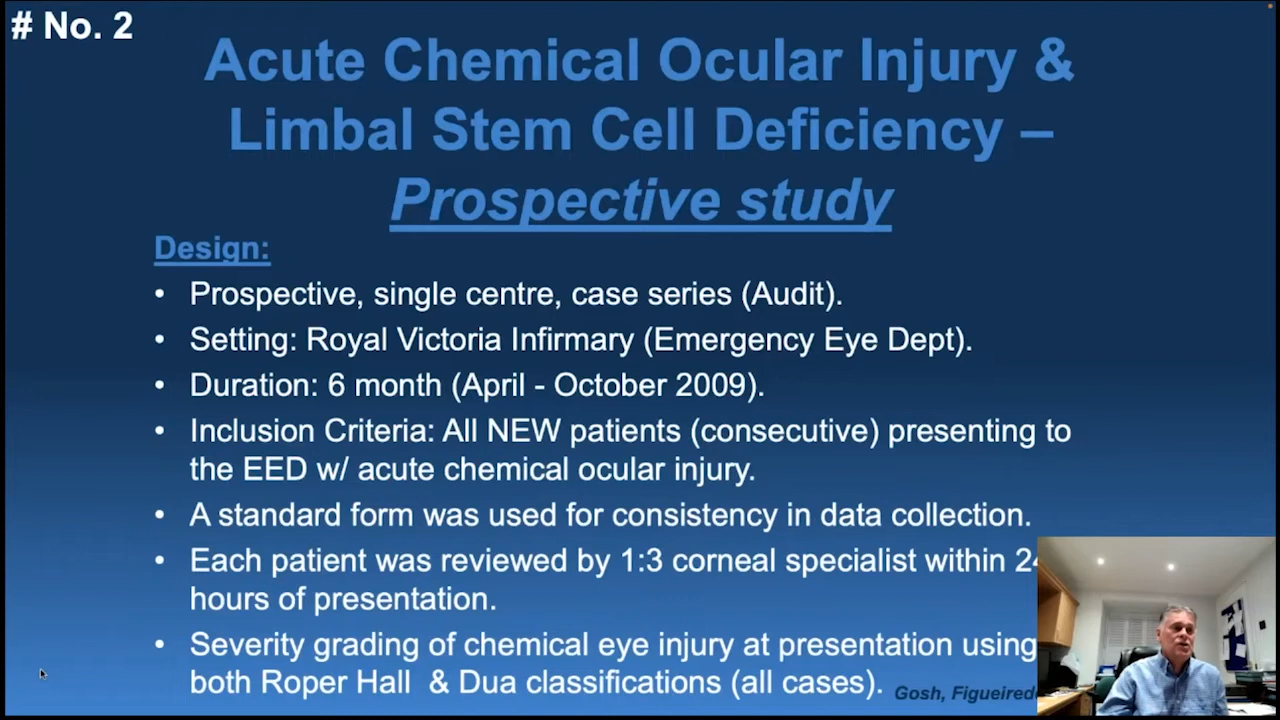 # No. 2
Acute Chemical Ocular Injury &
Limbal Stem Cell Deficiency –
Prospective study
Design:
• Prospective, single centre, case series (Audit).
• Setting: Royal Victoria Infirmary (Emergency Eye Dept).
• Duration: 6 month (April - October 2009).
• Inclusion Criteria: All NEW patients (consecutive) presenting to
the EED w/ acute chemical ocular injury.
• A standard form was used for consistency in data collection.
• Each patient was reviewed by 1:3 corneal specialist within
hours of presentation.
• Severity grading of chemical eye injury at presentation using
both Roper Hall & Dua classifications (all cases).
Gosh,